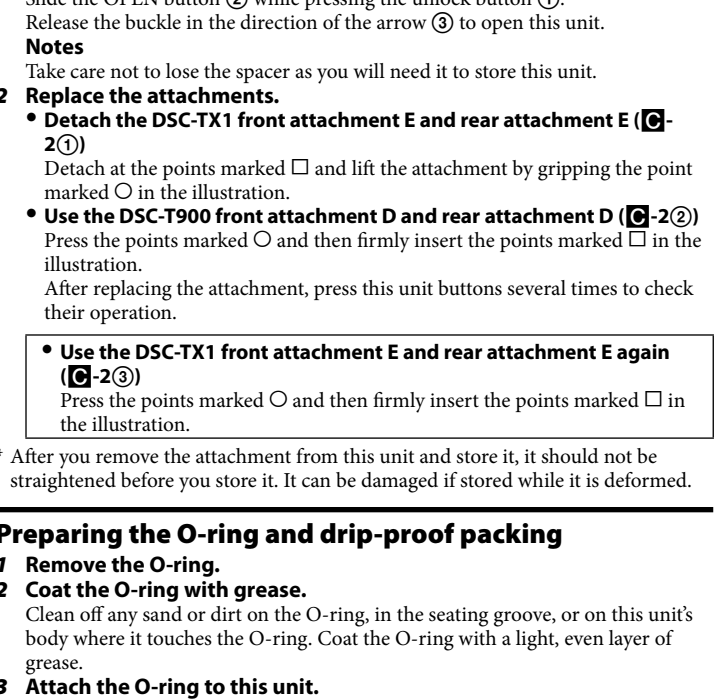 Slide the OPEN button ② while pressing the unlock button ①.
Release the buckle in the direction of the arrow ③ to open this unit.
Notes
Take care not to lose the spacer as you will need it to store this unit.
2 Replace the attachments.
• Detach the DSC-TX1 front attachment E and rear attachment E (C-
2①)
Detach at the points marked □ and lift the attachment by gripping the point
marked ○ in the illustration.
• Use the DSC-T900 front attachment D and rear attachment D (C-2②)
Press the points marked ○ and then firmly insert the points marked □ in the
illustration.
After replacing the attachment, press this unit buttons several times to check
their operation.
• Use the DSC-TX1 front attachment E and rear attachment E again
(C-2③)
Press the points marked ○ and then firmly insert the points marked □ in
the illustration.
* After you remove the attachment from this unit and store it, it should not be
straightened before you store it. It can be damaged if stored while it is deformed.
Preparing the O-ring and drip-proof packing
1 Remove the O-ring.
2 Coat the O-ring with grease.
Clean off any sand or dirt on the O-ring, in the seating groove, or on this unit's
body where it touches the O-ring. Coat the O-ring with a light, even layer of
grease.
3 Attach the O-ring to this unit.